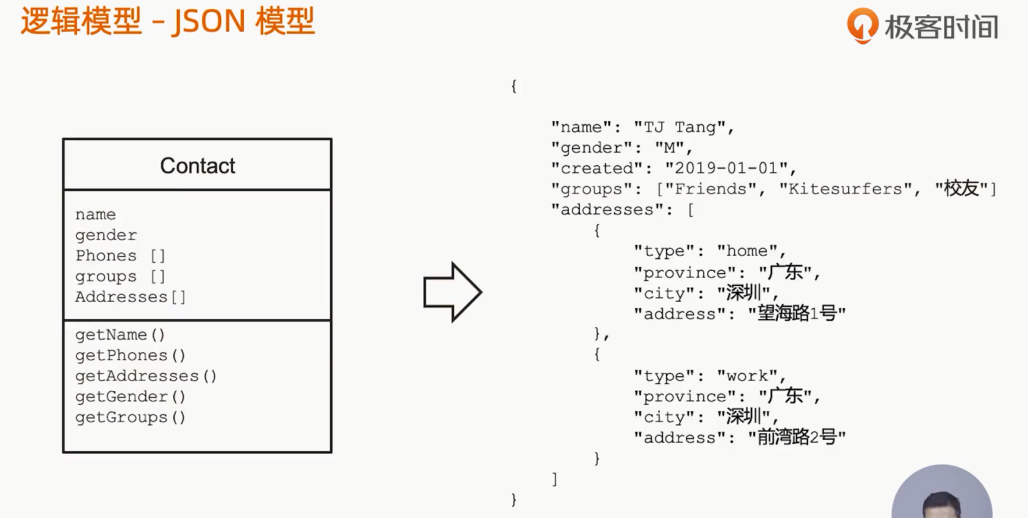 逻辑模型 – JSON 模型
极客时间
Contact
name
gender
Phones []
groups []
Addresses[]
getName()
getPhones()
getAddresses()
getGender()
getGroups()
{
"name": "TJ Tang",
"gender": "M",
"created": "2019-01-01",
"groups": ["Friends", "Kitesurfers", "校友"]
"addresses": [
{
"type": "home",
"province": "广东",
"city": "深圳",
"address": "望海路1号"
},
{
"type": "work",
"province": "广东",
"city": "深圳",
"address": "前湾路2号"
}
]
}